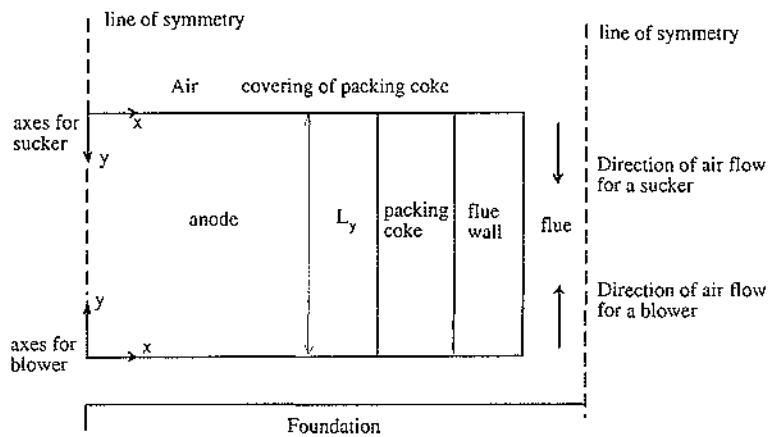 line of symmetry
line of symmetry
Air covering of packing coke
axes for
sucker
x
y
Direction of air flow
for a sucker
anode
L_y
packing
coke
flue
wall
flue
y
Direction of air flow
for a blower
axes for
blower
x
Foundation